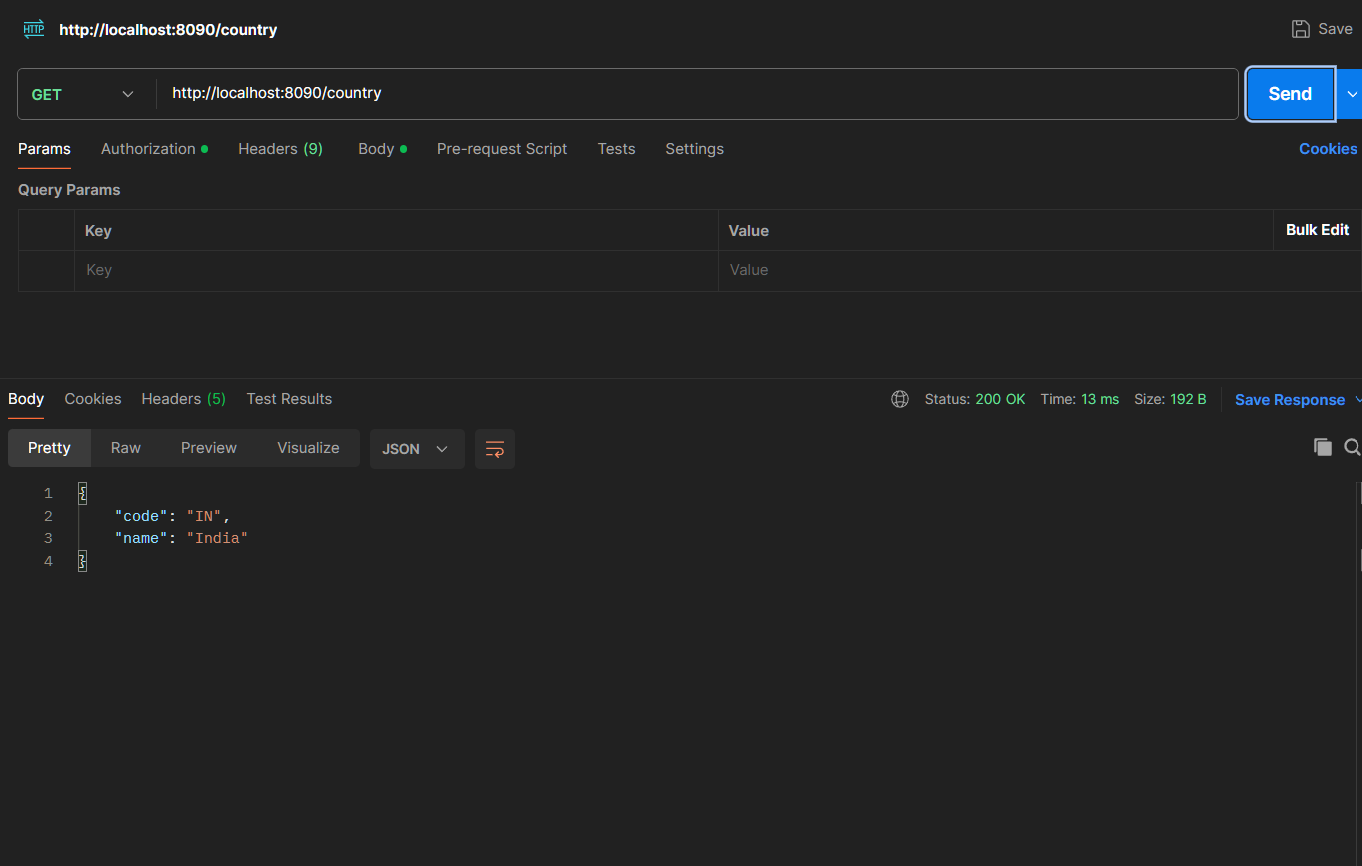 HTTP http://localhost:8090/country Save
GET http://localhost:8090/country Send
Params Authorization Headers (9) Body Pre-request Script Tests Settings Cookies
Query Params
Key Value Bulk Edit
Key Value
Body Cookies Headers (5) Test Results Status: 200 OK Time: 13 ms Size: 192 B Save Response
Pretty Raw Preview Visualize JSON
1 {
2 "code": "IN",
3 "name": "India"
4 }